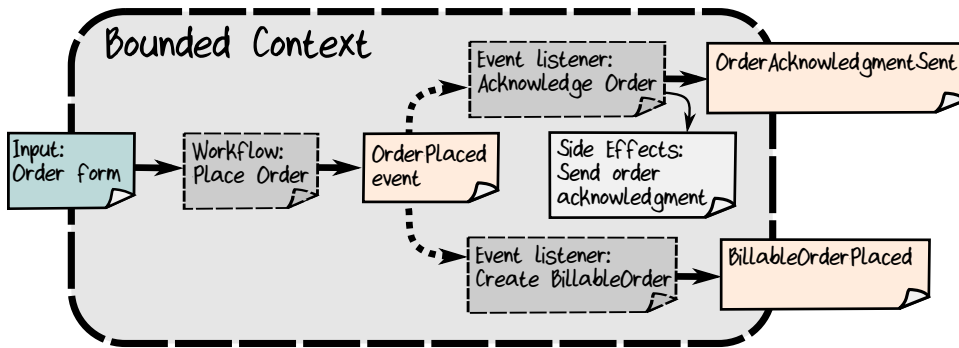 Bounded Context
Input:
Order form
Workflow:
Place Order
OrderPlaced
event
Event listener:
Acknowledge Order
OrderAcknowledgmentSent
Side Effects:
Send order
acknowledgment
Event listener:
Create BillableOrder
BillableOrderPlaced